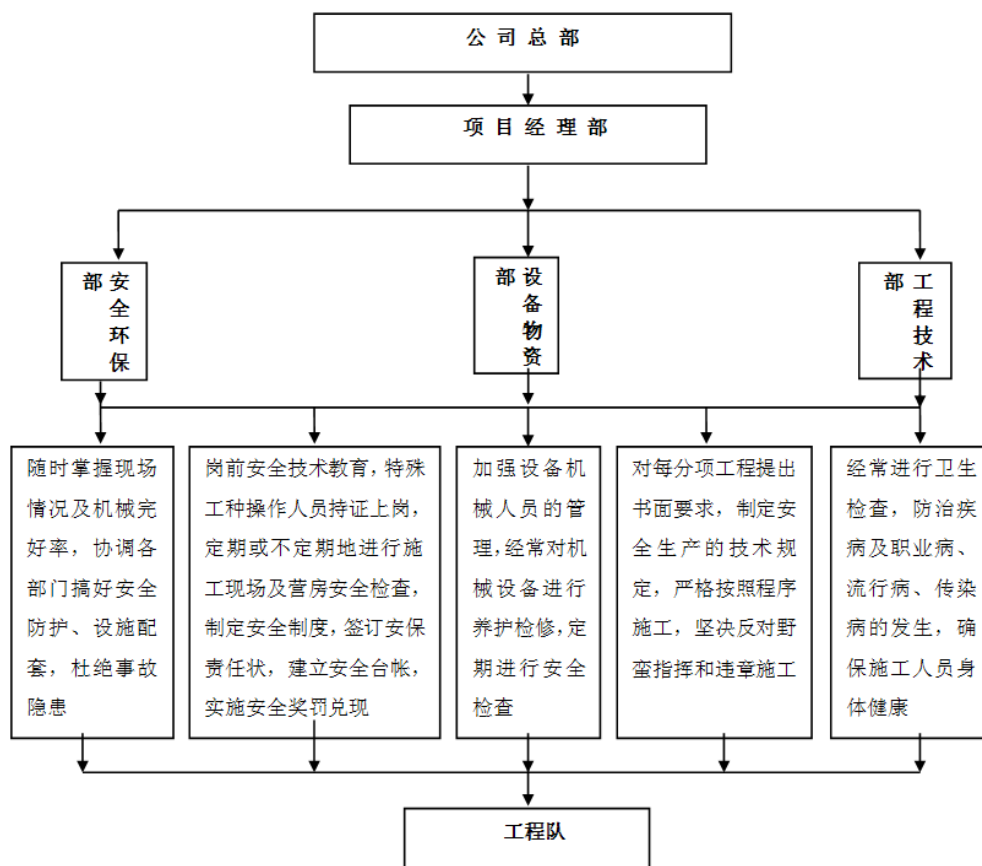 公司总部
项目经理部
安全环保
部
设备物资
部
工程技术
部
随时掌握现场
情况及机械完
好率，协调各
部门搞好安全
防护、设施配
套，杜绝事故
隐患
岗前安全技术教育，特殊
工种操作人员持证上岗，
定期或不定期地进行施
工现场及营房安全检查，
制定安全制度，签订安保
责任状，建立安全台帐，
实施安全奖罚兑现
加强设备机
械人员的管
理，经常对机
械设备进行
养护检修，定
期进行安全
检查
对每分项工程提出
书面要求，制定安
全生产的技术规
定，严格按照程序
施工，坚决反对野
蛮指挥和违章施工
经常进行卫生
检查，防治疾
病及职业病、
流行病、传染
病的发生，确
保施工人员身
体健康
工程队